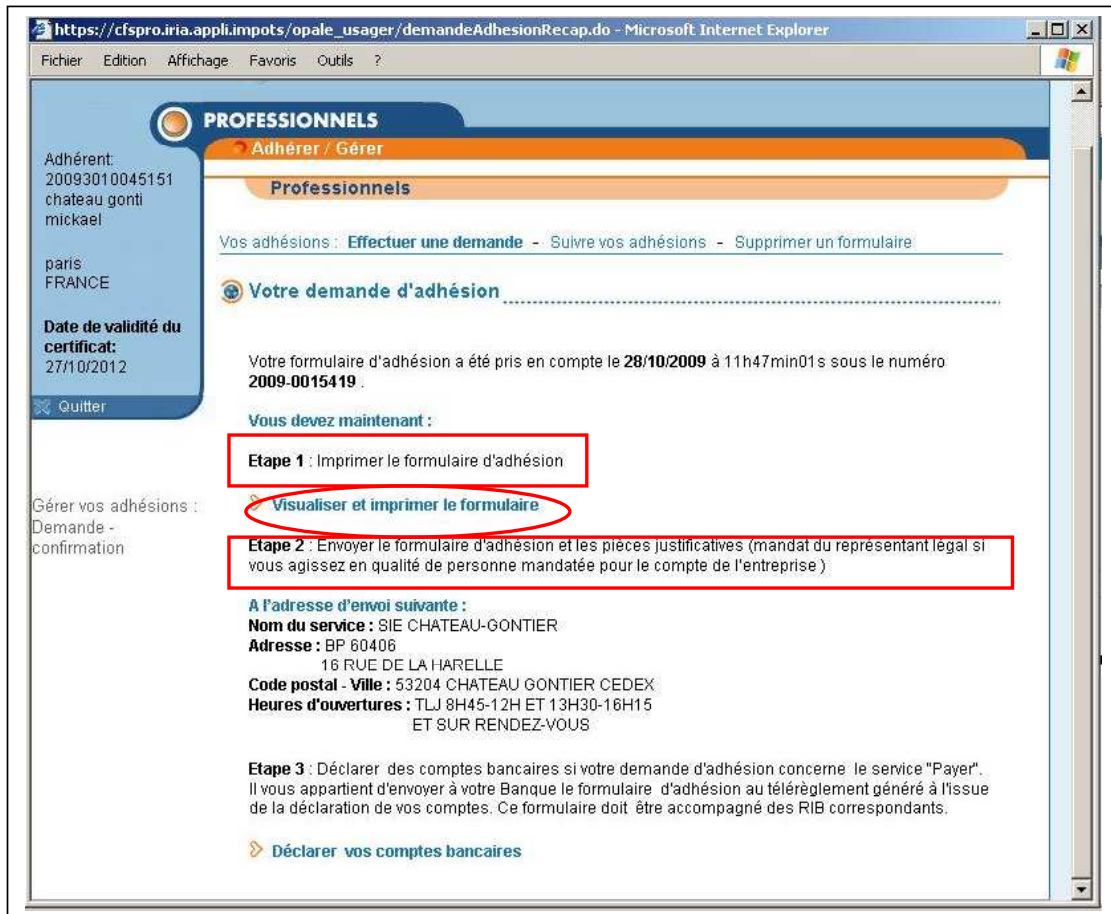 https://cfspro.iria.appli.impots/opale_usager/demandeAdhesionRecap.do - Microsoft Internet Explorer
Fichier Edition Affichage Favoris Outils ?
PROFESSIONNELS
Adhérer / Gérer
Professionnels
Adhérent:
20093010045151
chateau gonti
mickael
paris
FRANCE
Date de validité du
certificat:
27/10/2012
Quitter
Gérer vos adhésions :
Demande -
confirmation
Vos adhésions : Effectuer une demande - Suivre vos adhésions - Supprimer un formulaire
Votre demande d'adhésion
Votre formulaire d'adhésion a été pris en compte le 28/10/2009 à 11h47min01s sous le numéro
2009-0015419 .
Vous devez maintenant :
Etape 1 : Imprimer le formulaire d'adhésion
Visualiser et imprimer le formulaire
Etape 2 : Envoyer le formulaire d'adhésion et les pièces justificatives (mandat du représentant légal si
vous agissez en qualité de personne mandatée pour le compte de l'entreprise )
A l'adresse d'envoi suivante :
Nom du service : SIE CHATEAU-GONTIER
Adresse : BP 60406
16 RUE DE LA HARELLE
Code postal - Ville : 53204 CHATEAU GONTIER CEDEX
Heures d'ouvertures : TLJ 8H45-12H ET 13H30-16H15
ET SUR RENDEZ-VOUS
Etape 3 : Déclarer des comptes bancaires si votre demande d'adhésion concerne le service "Payer".
Il vous appartient d'envoyer à votre Banque le formulaire d'adhésion au télérèglement généré à l'issue
de la déclaration de vos comptes. Ce formulaire doit être accompagné des RIB correspondants.
Déclarer vos comptes bancaires